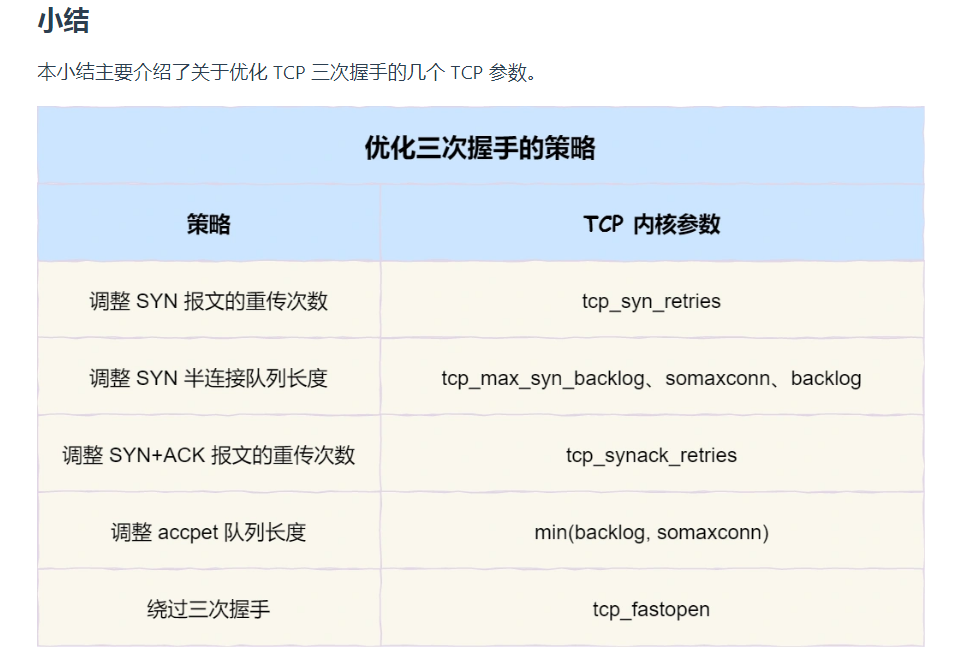 小结
本小结主要介绍了关于优化 TCP 三次握手的几个 TCP 参数。
优化三次握手的策略
策略 TCP 内核参数
调整 SYN 报文的重传次数 tcp_syn_retries
调整 SYN 半连接队列长度 tcp_max_syn_backlog、somaxconn、backlog
调整 SYN+ACK 报文的重传次数 tcp_synack_retries
调整 accpet 队列长度 min(backlog, somaxconn)
绕过三次握手 tcp_fastopen